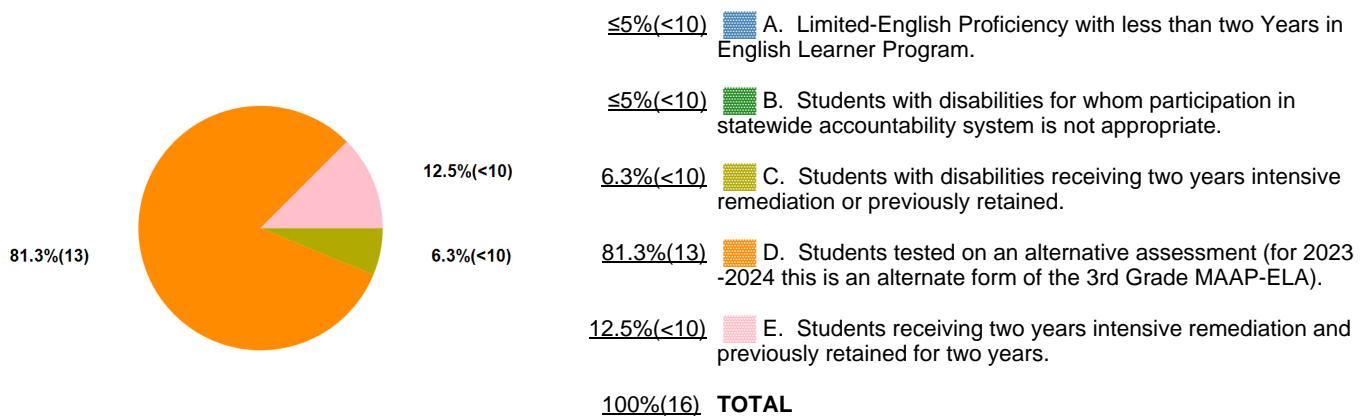 ≤5%(<10) A. Limited-English Proficiency with less than two Years in
English Learner Program.
≤5%(<10) B. Students with disabilities for whom participation in
statewide accountability system is not appropriate.
12.5%(<10)
6.3%(<10) C. Students with disabilities receiving two years intensive
remediation or previously retained.
81.3%(13)
6.3%(<10)
81.3%(13) D. Students tested on an alternative assessment (for 2023
-2024 this is an alternate form of the 3rd Grade MAAP-ELA).
12.5%(<10) E. Students receiving two years intensive remediation and
previously retained for two years.
100%(16) TOTAL